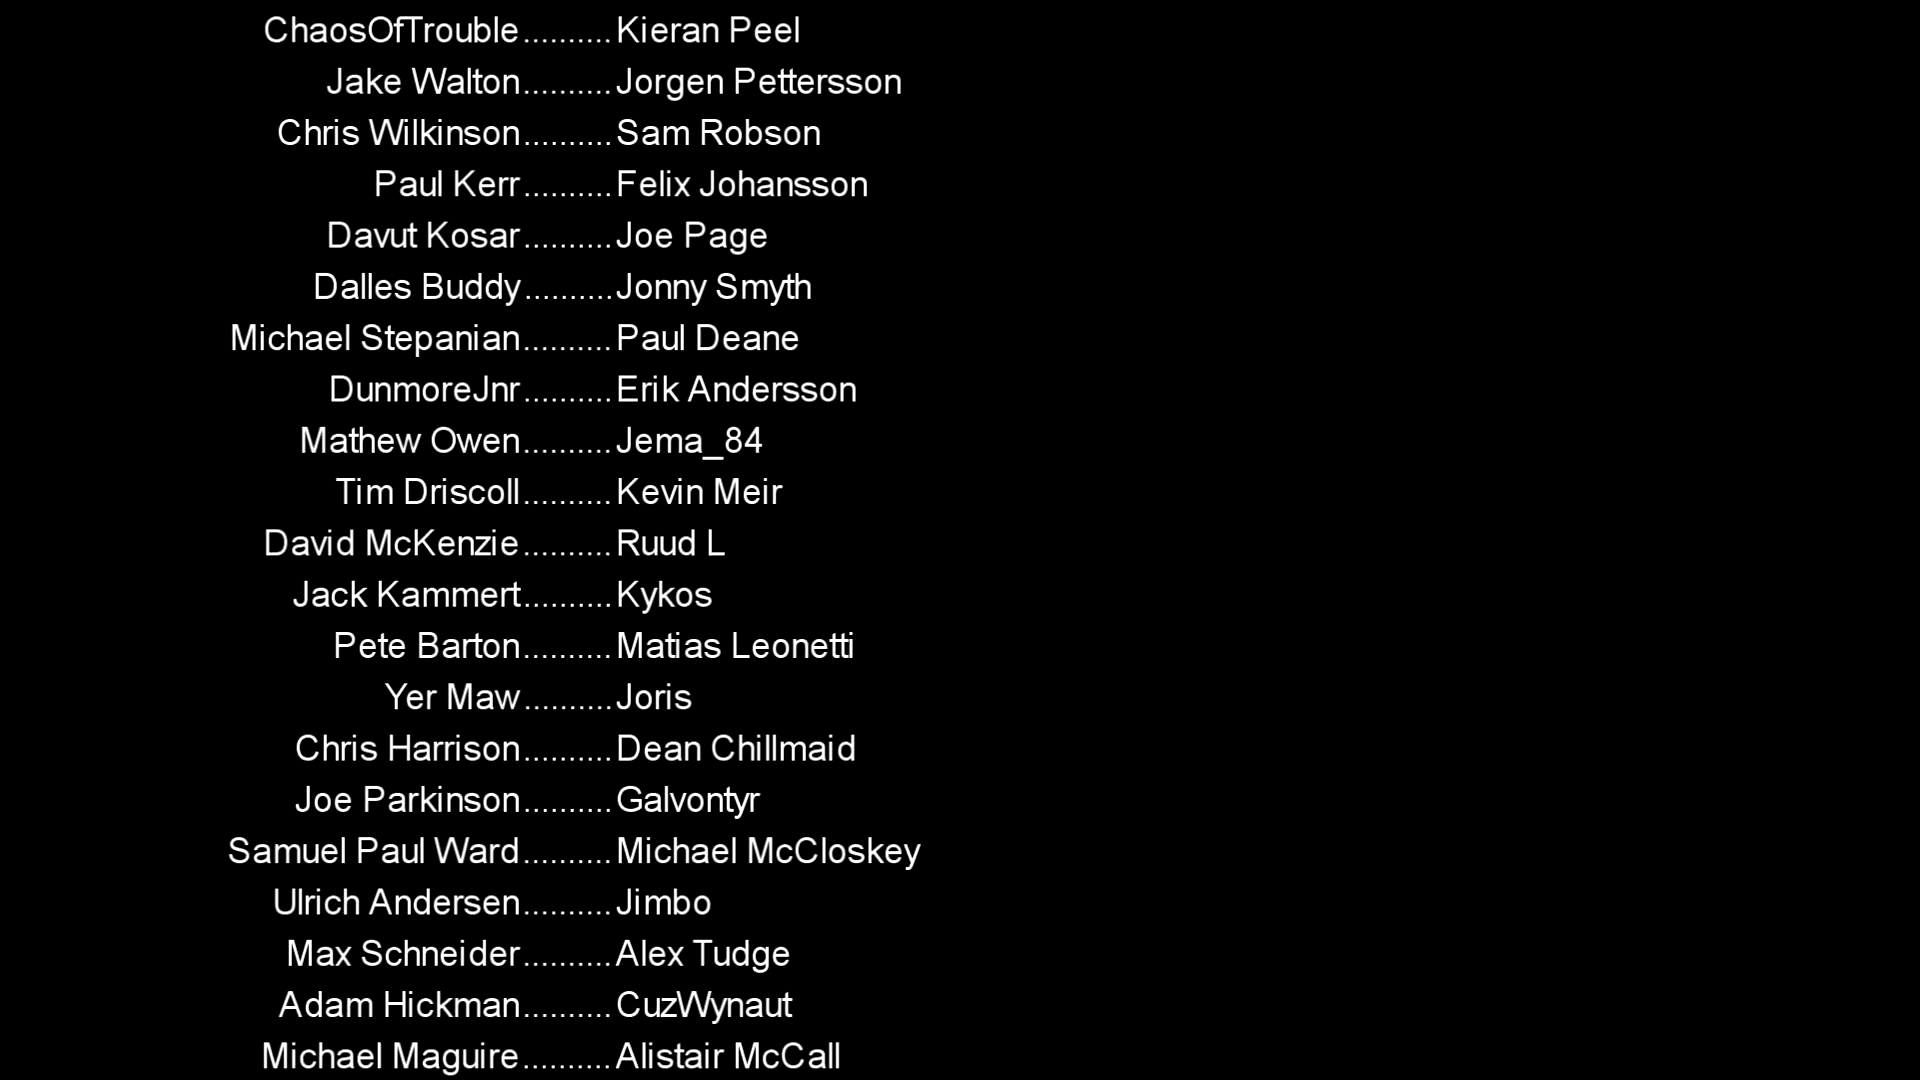 ChaosOfTrouble..........Kieran Peel
Jake Walton..........Jorgen Pettersson
Chris Wilkinson..........Sam Robson
Paul Kerr..........Felix Johansson
Davut Kosar..........Joe Page
Dalles Buddy..........Jonny Smyth
Michael Stepanian..........Paul Deane
DunmoreJnr..........Erik Andersson
Mathew Owen..........Jema_84
Tim Driscoll..........Kevin Meir
David McKenzie..........Ruud L
Jack Kammert..........Kykos
Pete Barton..........Matias Leonetti
Yer Maw..........Joris
Chris Harrison..........Dean Chillmaid
Joe Parkinson..........Galvontyr
Samuel Paul Ward..........Michael McCloskey
Ulrich Andersen..........Jimbo
Max Schneider..........Alex Tudge
Adam Hickman..........CuzWynaut
Michael Maguire..........Alistair McCall